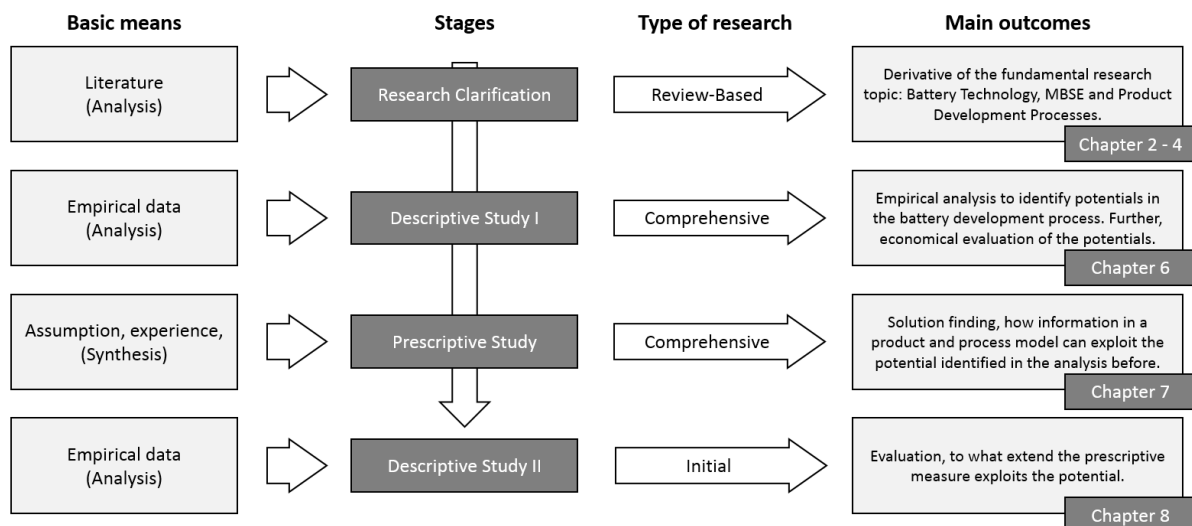 Basic means
Stages
Type of research
Main outcomes
Literature
(Analysis)
Research Clarification
Review-Based
Derivative of the fundamental research
topic: Battery Technology, MBSE and Product
Development Processes.
Chapter 2 - 4
Empirical data
(Analysis)
Descriptive Study I
Comprehensive
Empirical analysis to identify potentials in
the battery development process. Further,
economical evaluation of the potentials.
Chapter 6
Assumption, experience,
(Synthesis)
Prescriptive Study
Comprehensive
Solution finding, how information in a
product and process model can exploit the
potential identified in the analysis before.
Chapter 7
Empirical data
(Analysis)
Descriptive Study II
Initial
Evaluation, to what extend the prescriptive
measure exploits the potential.
Chapter 8